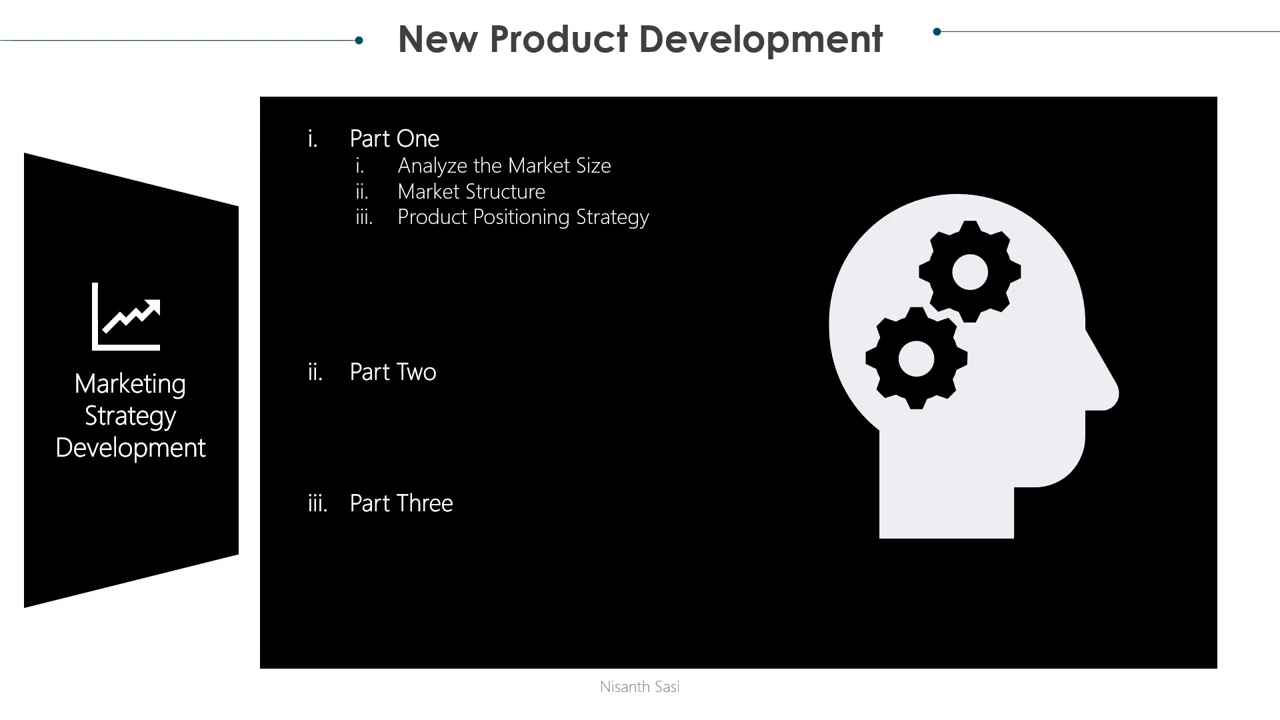 New Product Development
Marketing
Strategy
Development
i. Part One
i. Analyze the Market Size
ii. Market Structure
iii. Product Positioning Strategy
ii. Part Two
iii. Part Three
Nisanth Sasi